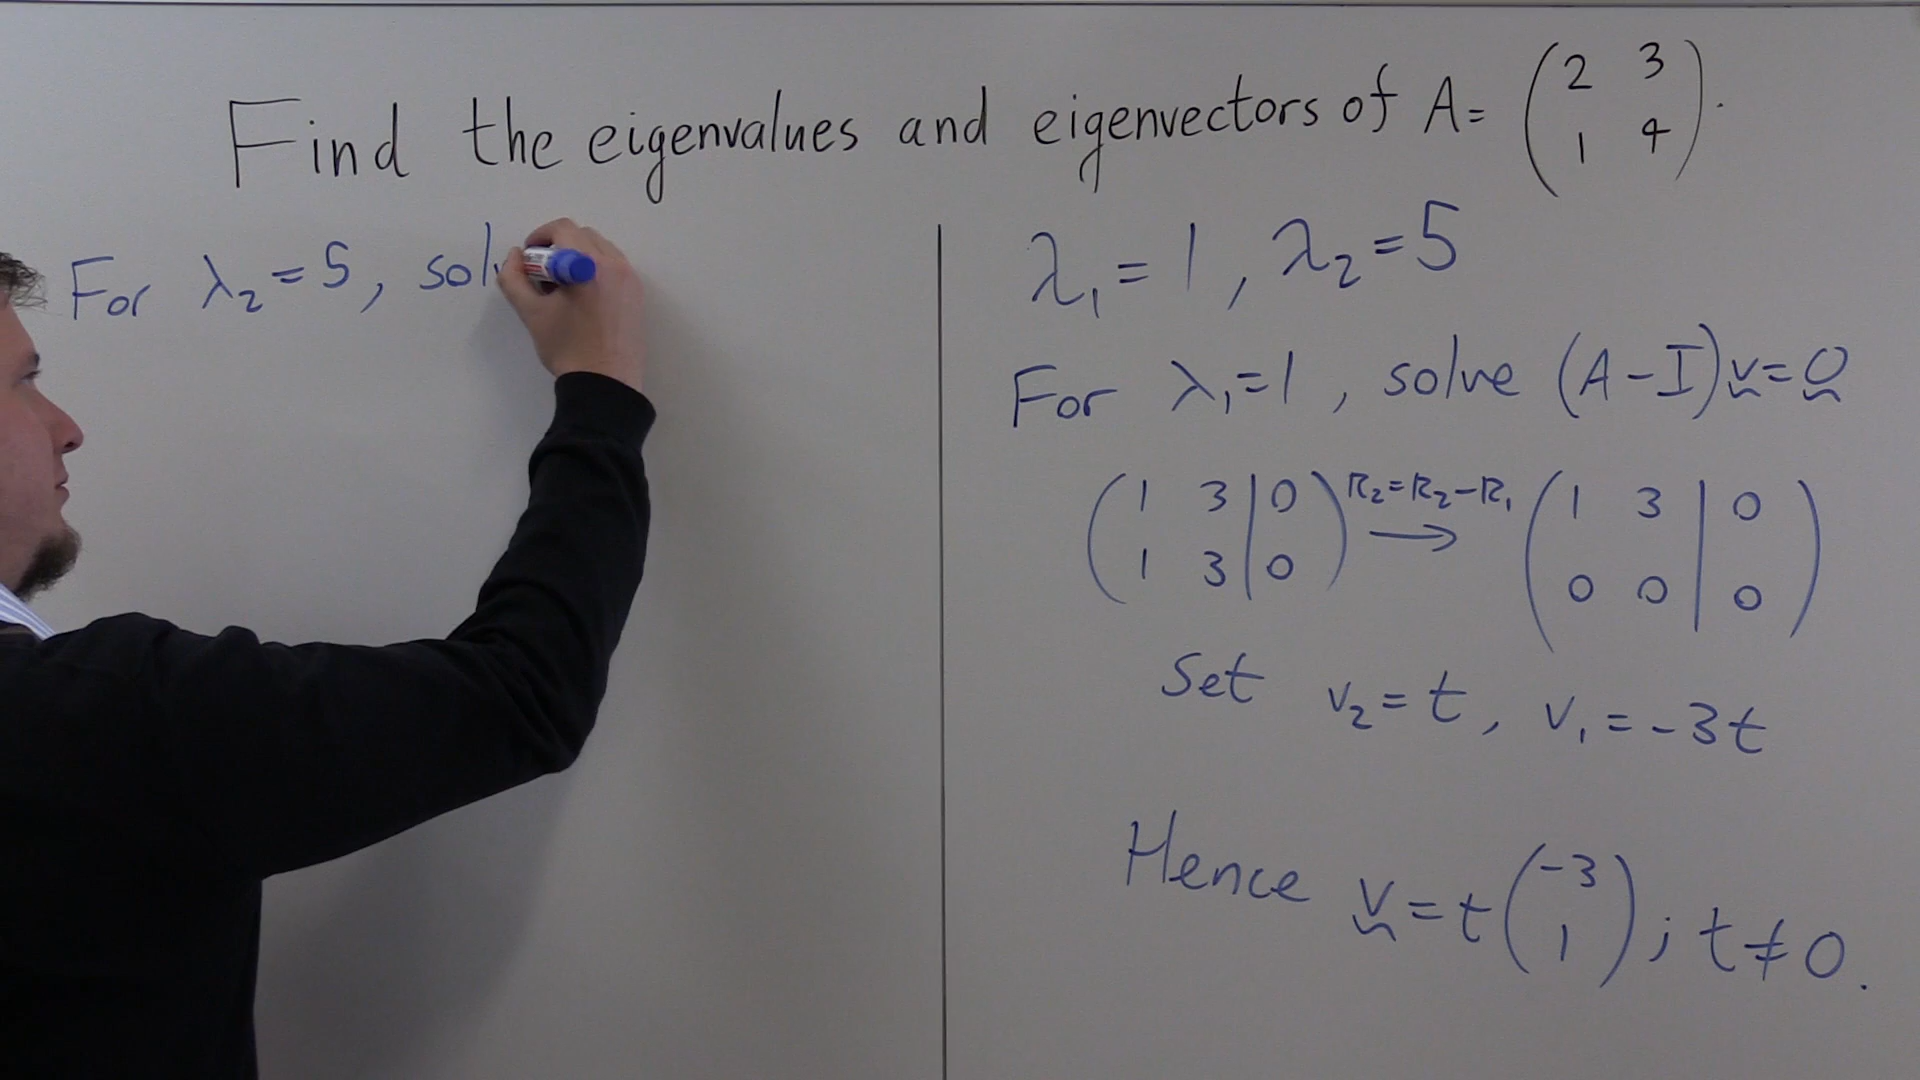 Find the eigenvalues and eigenvectors of A = (2 3
1 4).
For λ₂ = 5, solv
λ₁ = 1, λ₂ = 5
For λ₁ = 1, solve (A - I)v = 0
(1 3 | 0
1 3 | 0) R₂=R₂-R₁ → (1 3 | 0
0 0 | 0)
Set v₂ = t, v₁ = -3t
Hence v = t(-3
1); t ≠ 0.